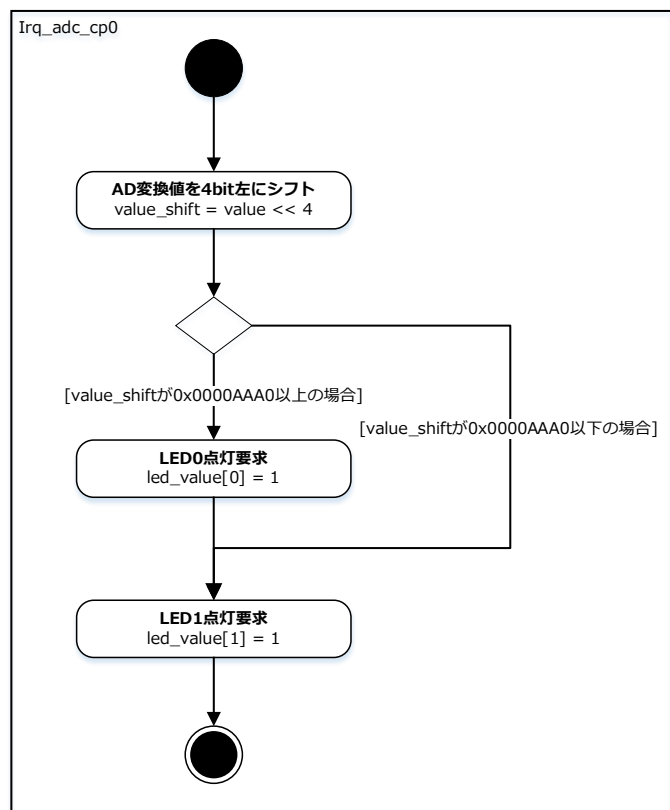 Irq_adc_cp0
AD変換値を4bit左にシフト
value_shift = value << 4
[value_shiftが0x0000AAA0以上の場合]
[value_shiftが0x0000AAA0以下の場合]
LED0点灯要求
led_value[0] = 1
LED1点灯要求
led_value[1] = 1